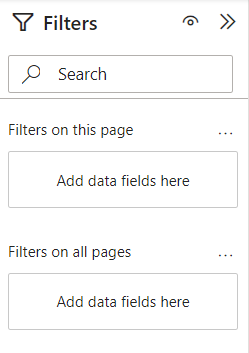 Filters
Search
Filters on this page
Add data fields here
Filters on all pages
Add data fields here